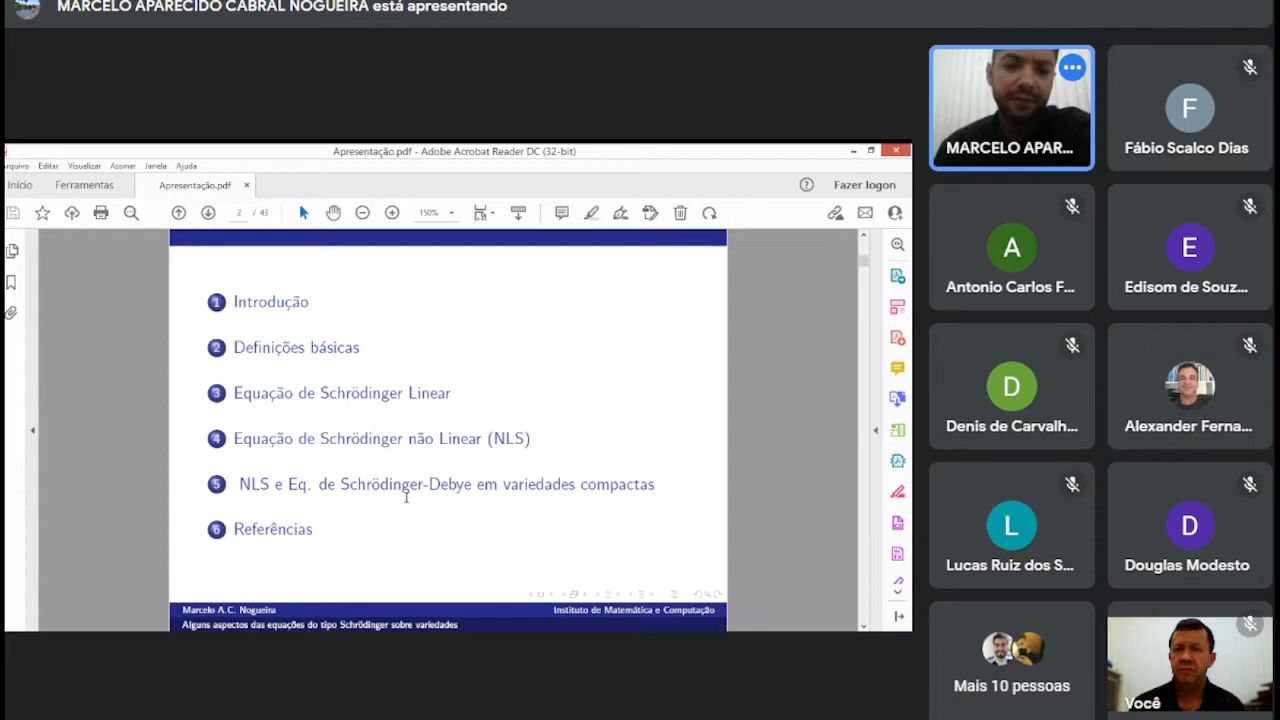 MARCELO APARECIDO CABRAL NOGUEIRA está apresentando
Apresentação.pdf - Adobe Acrobat Reader DC (32-bit)
rquivo Editar Visualizar Assinar Janela Ajuda
Início Ferramentas Apresentação.pdf × Fazer logon
2 / 43 150%
1 Introdução
2 Definições básicas
3 Equação de Schrödinger Linear
4 Equação de Schrödinger não Linear (NLS)
5 NLS e Eq. de Schrödinger-Debye em variedades compactas
6 Referências
Marcelo A.C. Nogueira Instituto de Matemática e Computação
Alguns aspectos das equações do tipo Schrödinger sobre variedades
MARCELO APAR...
F
Fábio Scalco Dias
A
Antonio Carlos F...
E
Edisom de Souz...
D
Denis de Carvalh...
Alexander Ferna...
L
Lucas Ruiz dos S...
D
Douglas Modesto
Mais 10 pessoas
Você